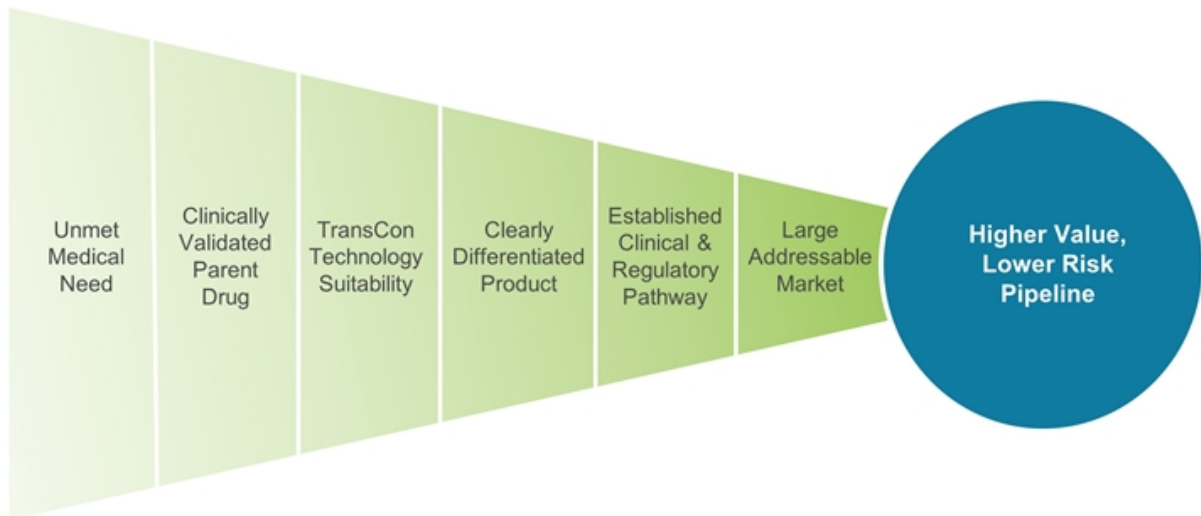 Unmet
Medical
Need
Clinically
Validated
Parent
Drug
TransCon
Technology
Suitability
Clearly
Differentiated
Product
Established
Clinical &
Regulatory
Pathway
Large
Addressable
Market
Higher Value,
Lower Risk
Pipeline